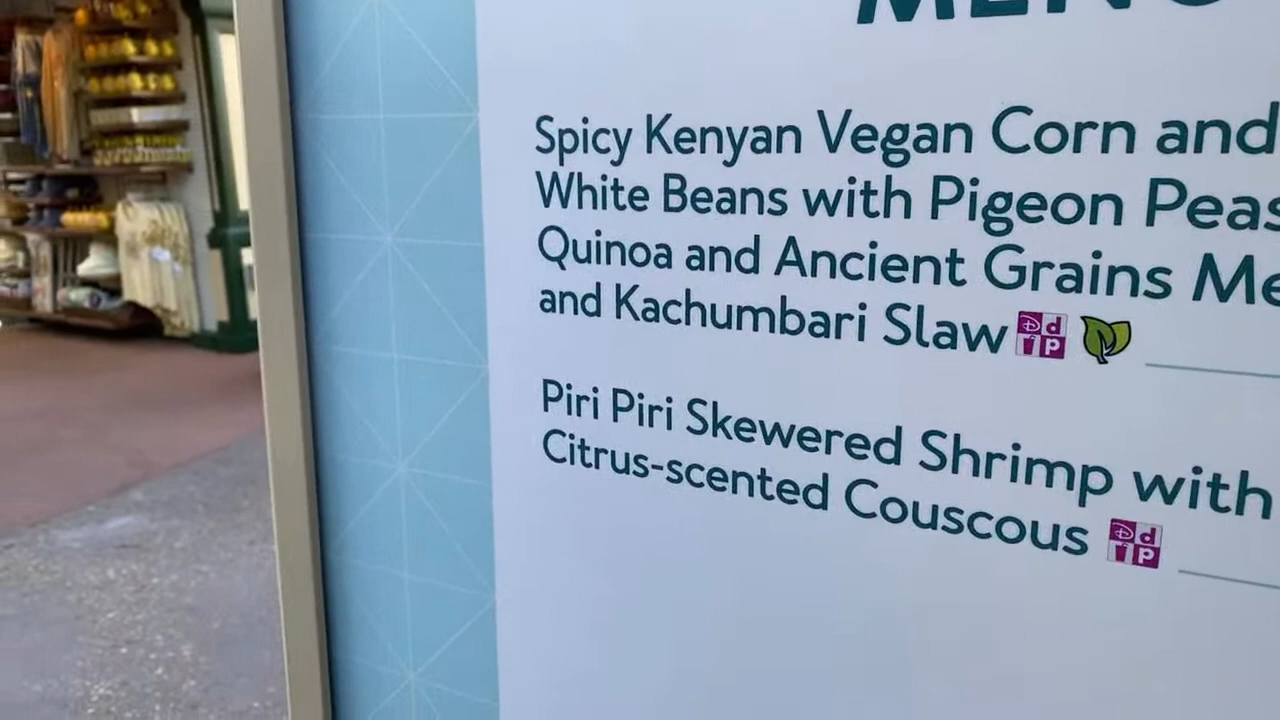 Spicy Kenyan Vegan Corn and
White Beans with Pigeon Peas
Quinoa and Ancient Grains Me
and Kachumbari Slaw
Piri Piri Skewered Shrimp with
Citrus-scented Couscous